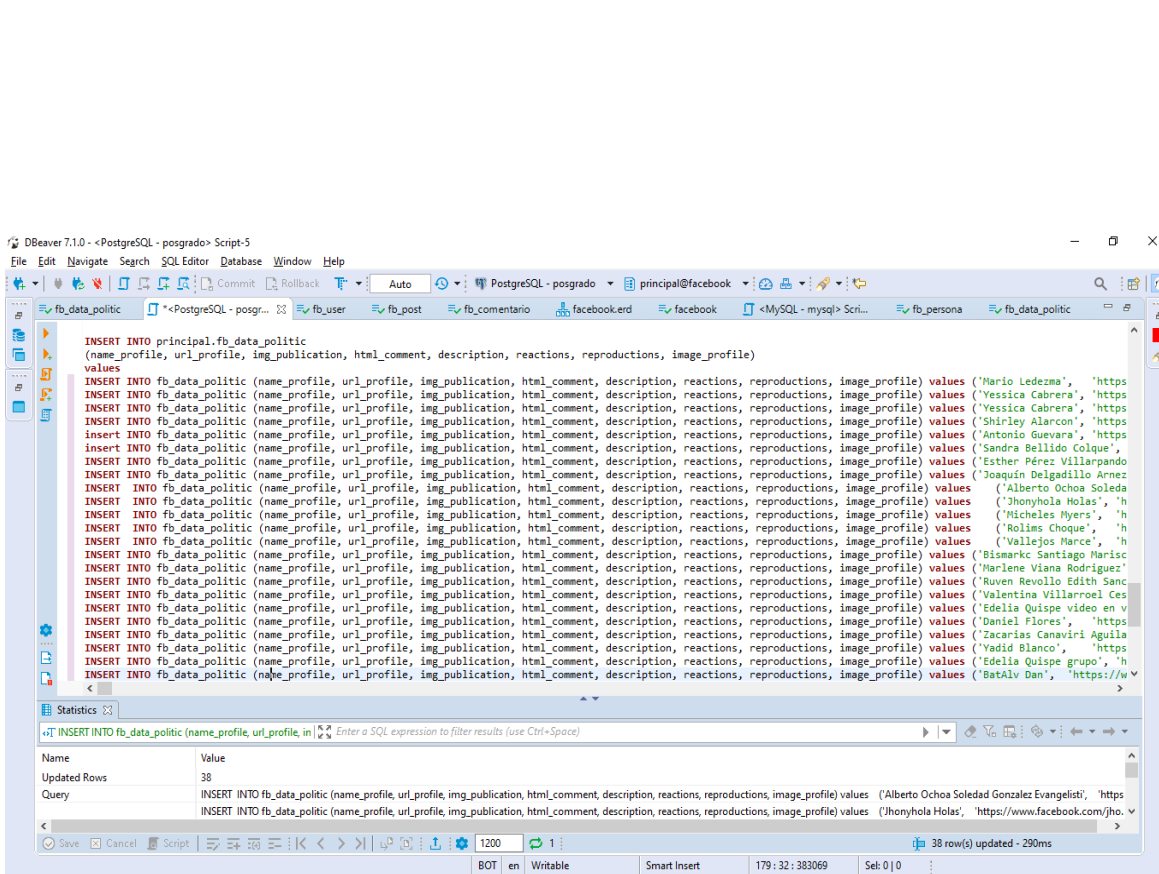 DBeaver 7.1.0 - <PostgreSQL - posgrado> Script-5
File Edit Navigate Search SQL Editor Database Window Help
Commit Rollback Auto PostgreSQL - posgrado principal@facebook
fb_data_politic *<PostgreSQL - posgr... fb_user fb_post fb_comentario facebook.erd facebook <MySQL - mysql> Scri... fb_persona fb_data_politic
INSERT INTO principal.fb_data_politic
(name_profile, url_profile, img_publication, html_comment, description, reactions, reproductions, image_profile)
values
INSERT INTO fb_data_politic (name_profile, url_profile, img_publication, html_comment, description, reactions, reproductions, image_profile) values ('Mario Ledezma', 'https
INSERT INTO fb_data_politic (name_profile, url_profile, img_publication, html_comment, description, reactions, reproductions, image_profile) values ('Yessica Cabrera', 'https
INSERT INTO fb_data_politic (name_profile, url_profile, img_publication, html_comment, description, reactions, reproductions, image_profile) values ('Yessica Cabrera', 'https
INSERT INTO fb_data_politic (name_profile, url_profile, img_publication, html_comment, description, reactions, reproductions, image_profile) values ('Shirley Alarcon', 'https
insert INTO fb_data_politic (name_profile, url_profile, img_publication, html_comment, description, reactions, reproductions, image_profile) values ('Antonio Guevara', 'https
insert INTO fb_data_politic (name_profile, url_profile, img_publication, html_comment, description, reactions, reproductions, image_profile) values ('Sandra Bellido Colque',
INSERT INTO fb_data_politic (name_profile, url_profile, img_publication, html_comment, description, reactions, reproductions, image_profile) values ('Esther Pérez Villarpando
INSERT INTO fb_data_politic (name_profile, url_profile, img_publication, html_comment, description, reactions, reproductions, image_profile) values ('Joaquín Delgadillo Arnez
INSERT INTO fb_data_politic (name_profile, url_profile, img_publication, html_comment, description, reactions, reproductions, image_profile) values ('Alberto Ochoa Soleda
INSERT INTO fb_data_politic (name_profile, url_profile, img_publication, html_comment, description, reactions, reproductions, image_profile) values ('Jhonyhola Holas', 'h
INSERT INTO fb_data_politic (name_profile, url_profile, img_publication, html_comment, description, reactions, reproductions, image_profile) values ('Micheles Myers', 'h
INSERT INTO fb_data_politic (name_profile, url_profile, img_publication, html_comment, description, reactions, reproductions, image_profile) values ('Rolims Choque', 'h
INSERT INTO fb_data_politic (name_profile, url_profile, img_publication, html_comment, description, reactions, reproductions, image_profile) values ('Vallejos Marce', 'h
INSERT INTO fb_data_politic (name_profile, url_profile, img_publication, html_comment, description, reactions, reproductions, image_profile) values ('Bismarkc Santiago Marisc
INSERT INTO fb_data_politic (name_profile, url_profile, img_publication, html_comment, description, reactions, reproductions, image_profile) values ('Marlene Viana Rodriguez'
INSERT INTO fb_data_politic (name_profile, url_profile, img_publication, html_comment, description, reactions, reproductions, image_profile) values ('Ruven Revollo Edith Sanc
INSERT INTO fb_data_politic (name_profile, url_profile, img_publication, html_comment, description, reactions, reproductions, image_profile) values ('Valentina Villarroel Ces
INSERT INTO fb_data_politic (name_profile, url_profile, img_publication, html_comment, description, reactions, reproductions, image_profile) values ('Edelia Quispe video en v
INSERT INTO fb_data_politic (name_profile, url_profile, img_publication, html_comment, description, reactions, reproductions, image_profile) values ('Daniel Flores', 'https
INSERT INTO fb_data_politic (name_profile, url_profile, img_publication, html_comment, description, reactions, reproductions, image_profile) values ('Zacarias Canaviri Aguila
INSERT INTO fb_data_politic (name_profile, url_profile, img_publication, html_comment, description, reactions, reproductions, image_profile) values ('Yadid Blanco', 'https
INSERT INTO fb_data_politic (name_profile, url_profile, img_publication, html_comment, description, reactions, reproductions, image_profile) values ('Edelia Quispe grupo', 'h
INSERT INTO fb_data_politic (name_profile, url_profile, img_publication, html_comment, description, reactions, reproductions, image_profile) values ('BatAlv Dan', 'https://w
Statistics
INSERT INTO fb_data_politic (name_profile, url_profile, in Enter a SQL expression to filter results (use Ctrl+Space)
Name Value
Updated Rows 38
Query INSERT INTO fb_data_politic (name_profile, url_profile, img_publication, html_comment, description, reactions, reproductions, image_profile) values ('Alberto Ochoa Soledad Gonzalez Evangelisti', 'https
INSERT INTO fb_data_politic (name_profile, url_profile, img_publication, html_comment, description, reactions, reproductions, image_profile) values ('Jhonyhola Holas', 'https://www.facebook.com/jho.
Save Cancel Script 1200 1 38 row(s) updated - 290ms
BOT en Writable Smart Insert 179 : 32 : 383069 Sel: 0 | 0